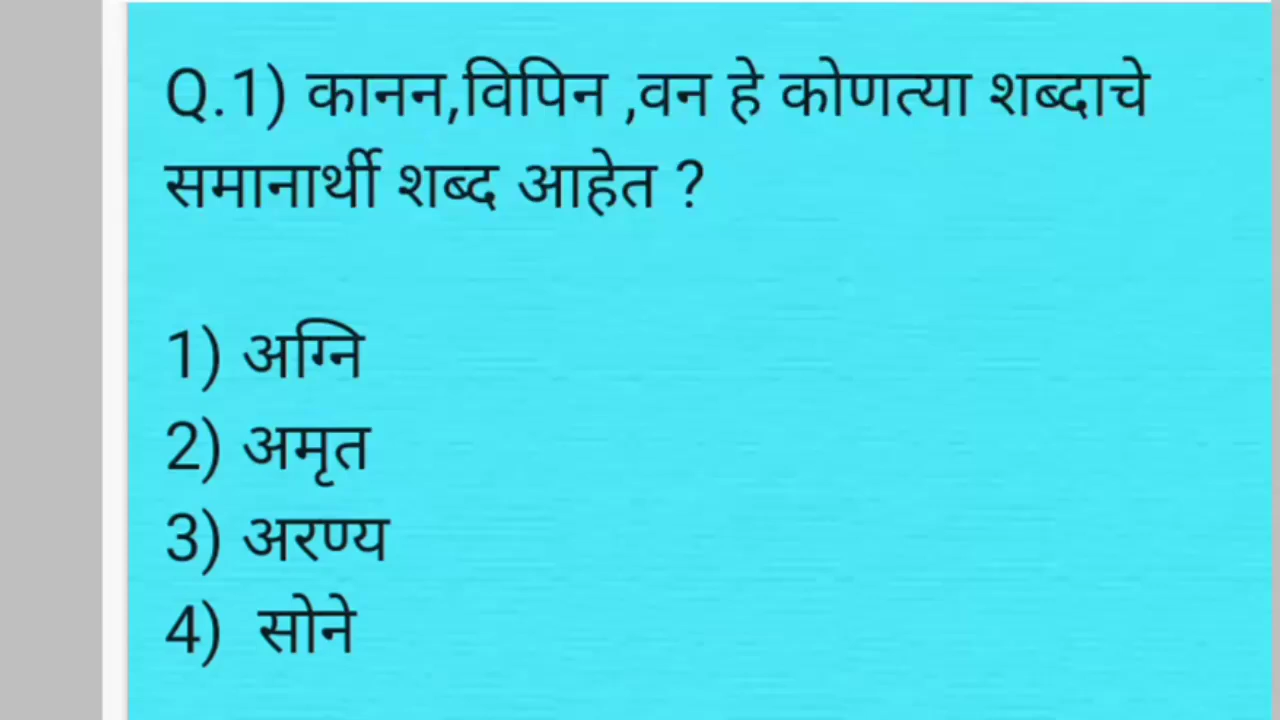 Q.1) कानन,विपिन ,वन हे कोणत्या शब्दाचे
समानार्थी शब्द आहेत ?
1) अग्नि
2) अमृत
3) अरण्य
4) सोने